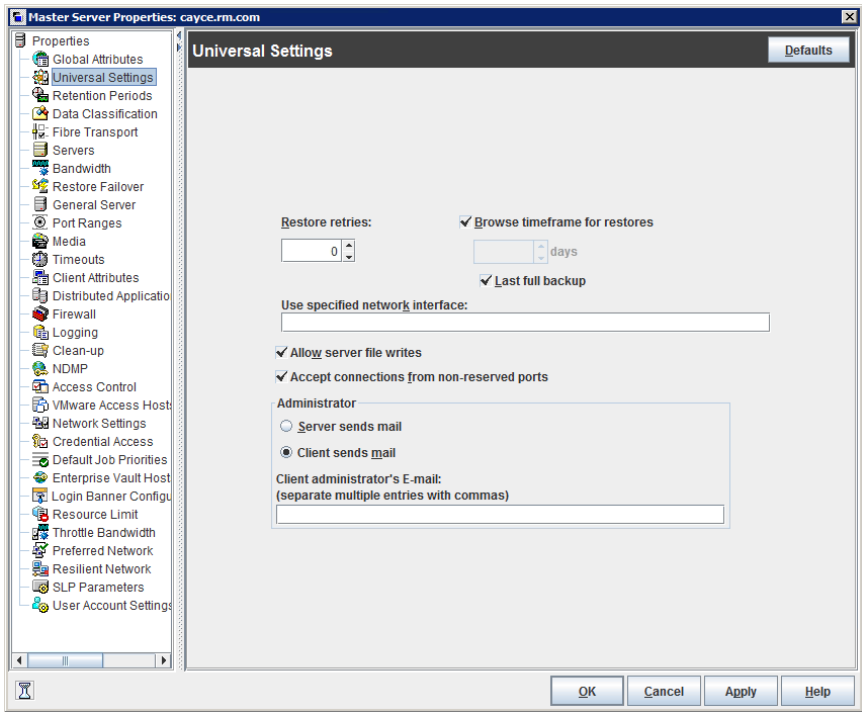 Master Server Properties: cayce.rm.com
Properties
Global Attributes
Universal Settings
Retention Periods
Data Classification
Fibre Transport
Servers
Bandwidth
Restore Failover
General Server
Port Ranges
Media
Timeouts
Client Attributes
Distributed Applicatio
Firewall
Logging
Clean-up
NDMP
Access Control
VMware Access Hosts
Network Settings
Credential Access
Default Job Priorities
Enterprise Vault Host
Login Banner Configu
Resource Limit
Throttle Bandwidth
Preferred Network
Resilient Network
SLP Parameters
User Account Settings
Universal Settings
Defaults
Restore retries:
Browse timeframe for restores
0
days
Last full backup
Use specified network interface:
Allow server file writes
Accept connections from non-reserved ports
Administrator
Server sends mail
Client sends mail
Client administrator's E-mail:
(separate multiple entries with commas)
OK
Cancel
Apply
Help